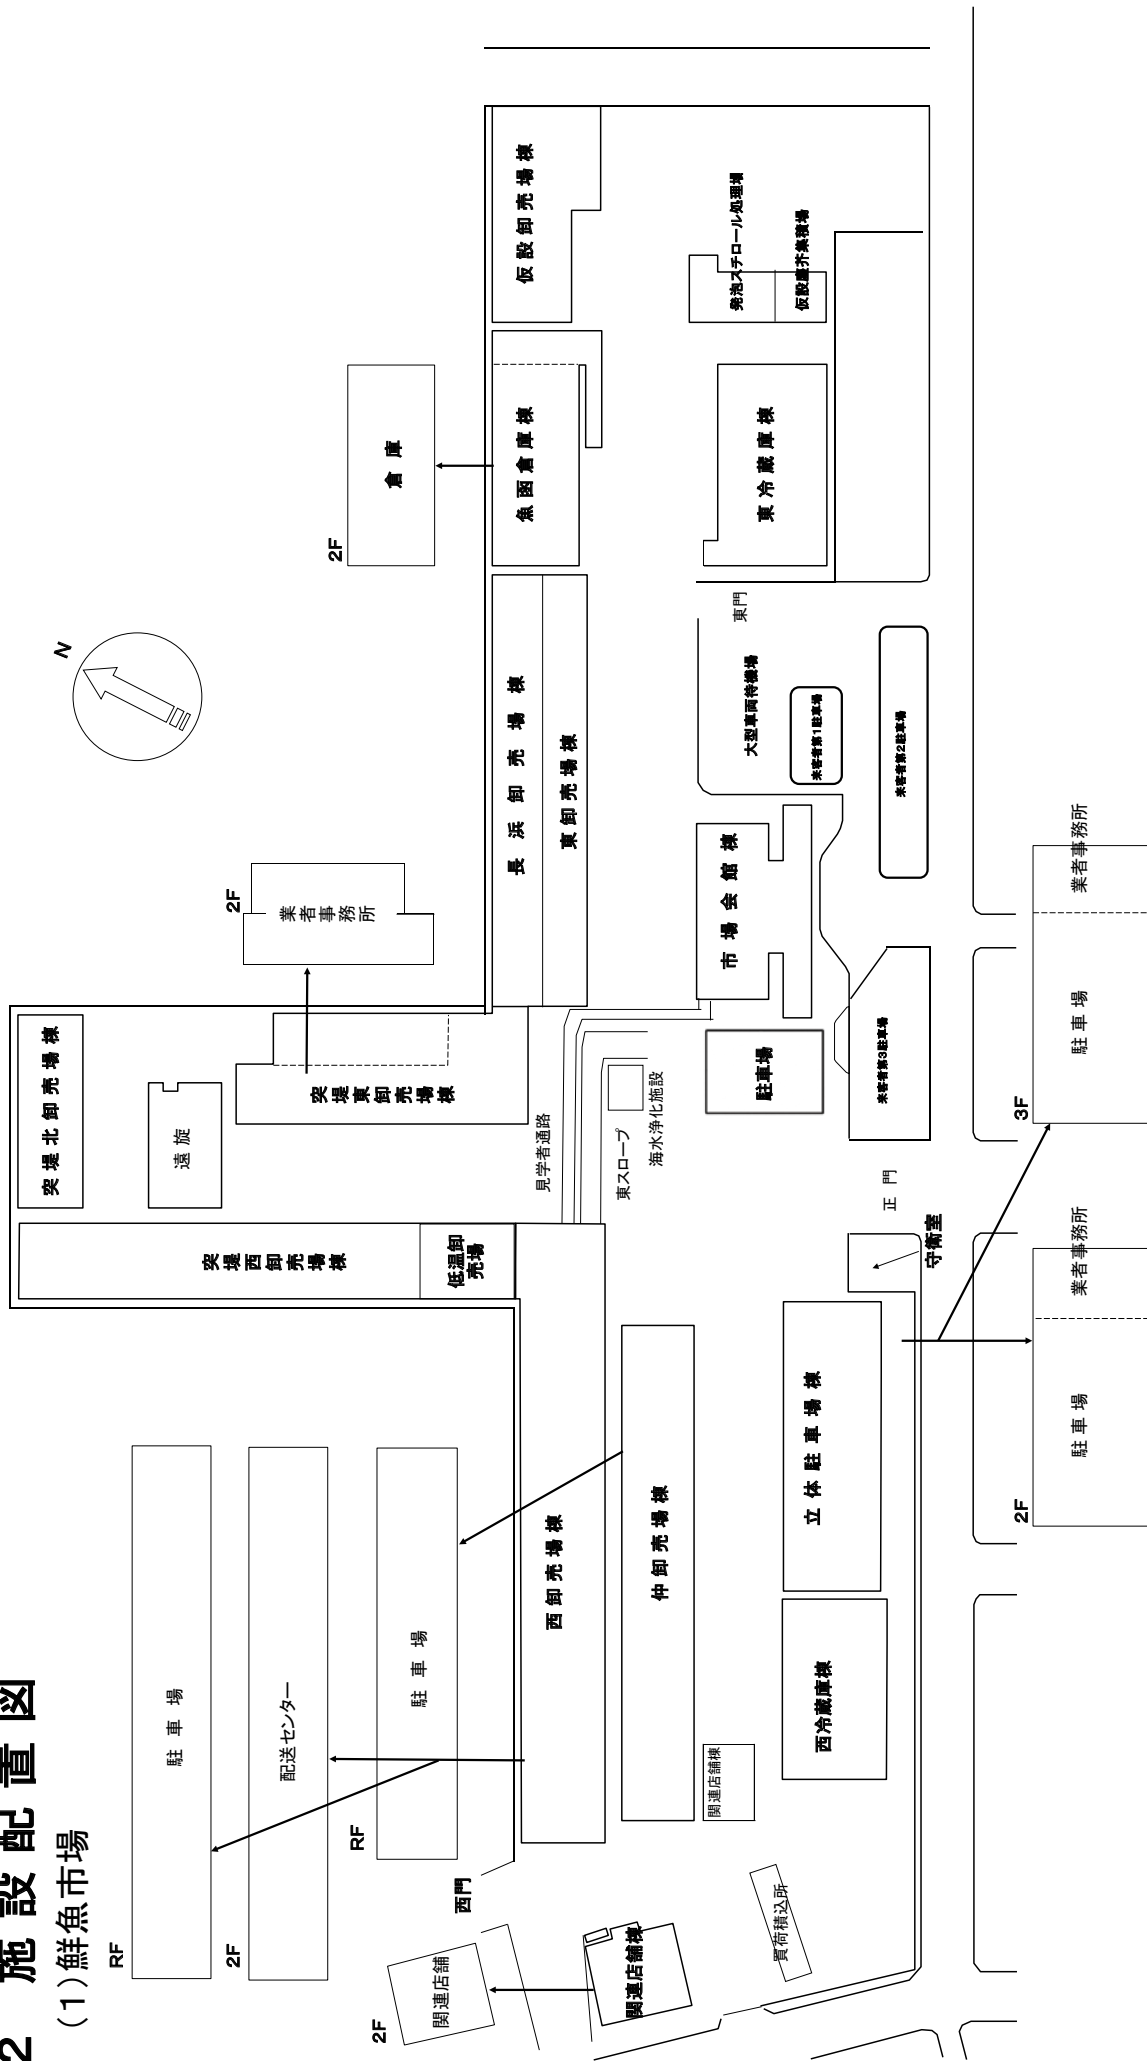 2 施設配置図
(1)鮮魚市場
RF
駐車場
2F
配送センター
RF
駐車場
2F
関連店舗
西門
関連店舗棟
買荷積込所
関連店舗棟
西冷蔵庫棟
立体駐車場棟
仲卸売場棟
西卸売場棟
低温卸
売場
突堤西卸売場棟
突堤北卸売場棟
遠旋
突堤東卸売場棟
2F
業者事務所
N
見学者通路
東スロープ
海水浄化施設
守衛室
正門
駐車場
来客者第3駐車場
市場会館棟
長浜卸売場棟
東卸売場棟
大型車両待機場
来客者第1駐車場
来客者第2駐車場
東門
2F
倉庫
魚函倉庫棟
仮設卸売場棟
東冷蔵庫棟
発泡スチロール処理場
仮設塵芥集積場
2F
駐車場
業者事務所
3F
駐車場
業者事務所